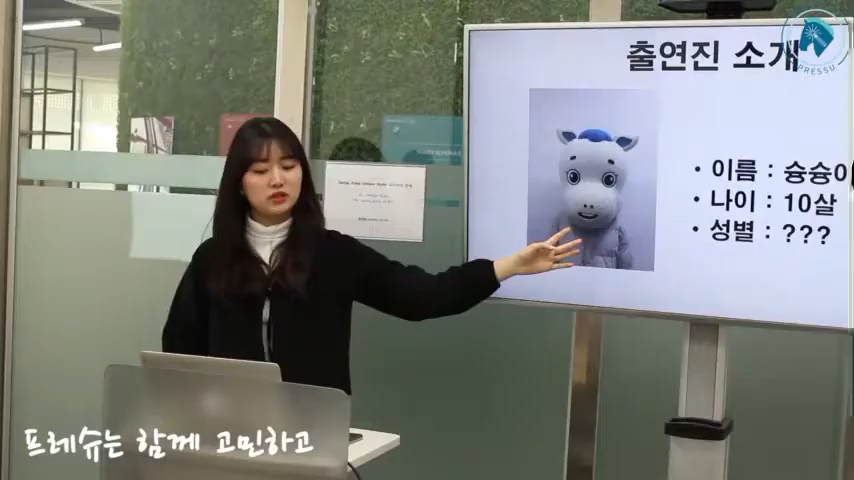 출연진 소개
PRESSU
• 이름 : 슝슝이
• 나이 : 10살
• 성별 : ???
프레슈는 함께 고민하고